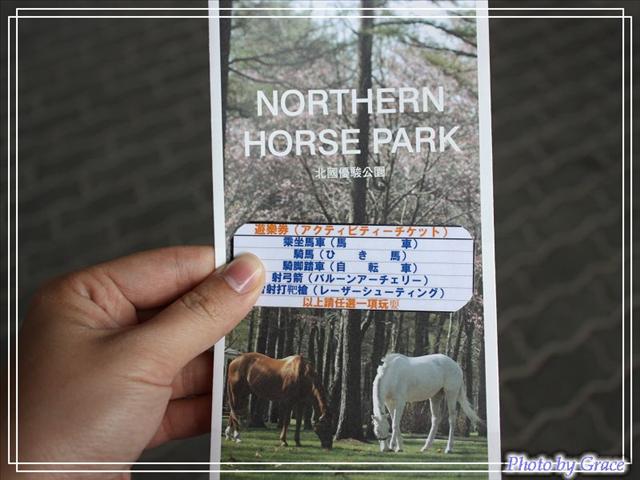 NORTHERN
HORSE PARK
北國優駿公園
遊樂券（アクティビティーチケット）
乘坐馬車（馬　　　　車）
騎馬（ひ　き　馬）
騎腳踏車（自　転　車）
射弓箭（バルーンアーチェリー）
射打靶槍（レーザーシューティング）
以上請任選一項玩耍
Photo by Grace